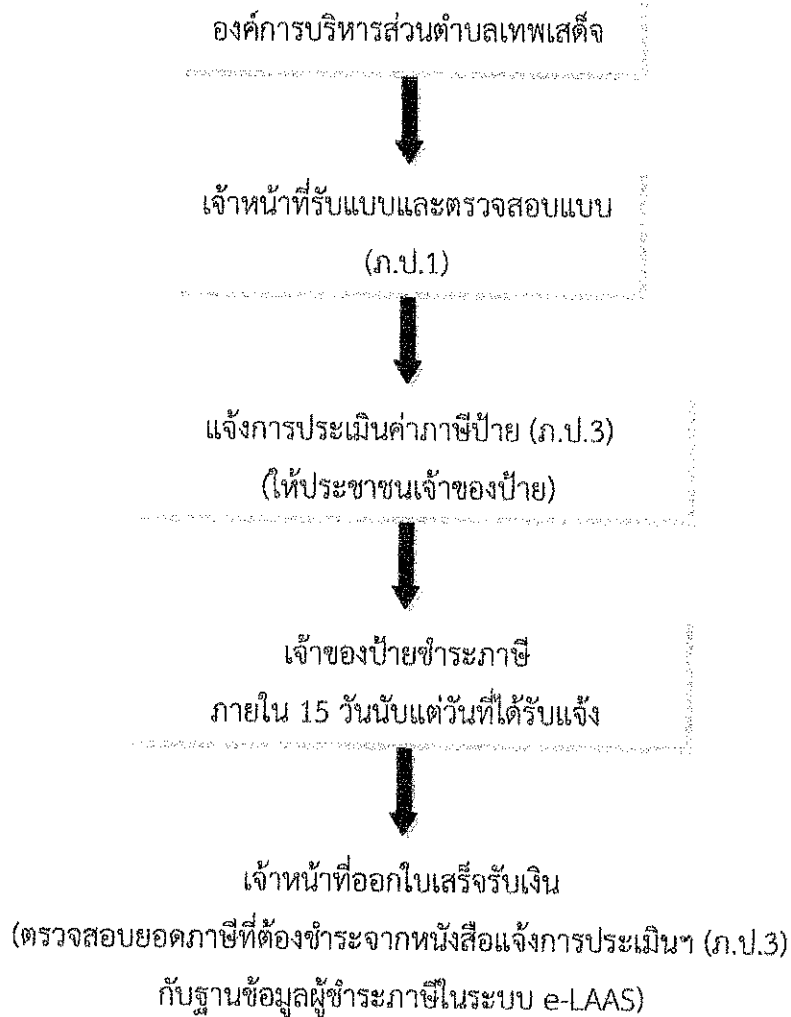 องค์การบริหารส่วนตำบลเทพเสด็จ
เจ้าหน้าที่รับแบบและตรวจสอบแบบ
(ภ.ป.1)
แจ้งการประเมินค่าภาษีป้าย (ภ.ป.3)
(ให้ประชาชนเจ้าของป้าย)
เจ้าของป้ายชำระภาษี
ภายใน 15 วันนับแต่วันที่ได้รับแจ้ง
เจ้าหน้าที่ออกใบเสร็จรับเงิน
(ตรวจสอบยอดภาษีที่ต้องชำระจากหนังสือแจ้งการประเมินฯ (ภ.ป.3)
กับฐานข้อมูลผู้ชำระภาษีในระบบ e-LAAS)